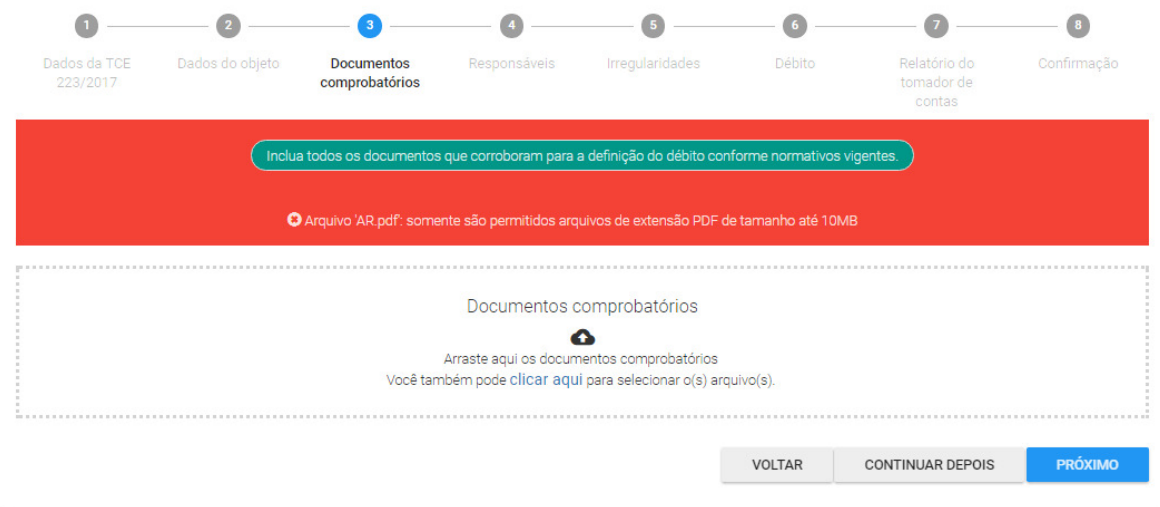 1 2 3 4 5 6 7 8
Dados da TCE Dados do objeto Documentos Responsáveis Irregularidades Débito Relatório do Confirmação
223/2017 comprobatórios tomador de
contas
Inclua todos os documentos que corroboram para a definição do débito conforme normativos vigentes.
Arquivo 'AR.pdf': somente são permitidos arquivos de extensão PDF de tamanho até 10MB
Documentos comprobatórios
Arraste aqui os documentos comprobatórios
Você também pode clicar aqui para selecionar o(s) arquivo(s).
VOLTAR CONTINUAR DEPOIS PRÓXIMO